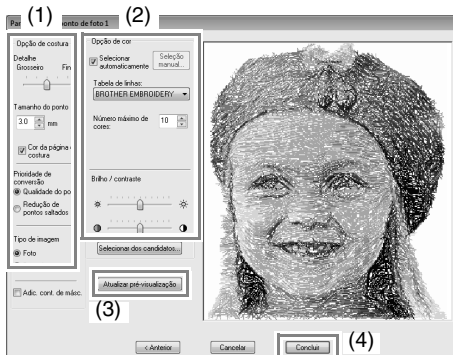 (1)
(2)
Par
onto de foto 1
Opção de costura
Detalhe
Grosseiro Fin
Tamanho do ponto
3.0 mm
Cor da página
costura
Prioridade de
conversão
Qualidade do po
Redução de
pontos saltados
Tipo de imagem
Foto
Adic. cont. de másc.
Opção de cor
Selecionar
automaticamente
Seleção
manual...
Tabela de linhas:
BROTHER EMBROIDERY
Número máximo de
cores:
10
Brilho / contraste
Selecionar dos candidatos...
Atualizar pré-visualização
(3)
< Anterior
Cancelar
Concluir
(4)